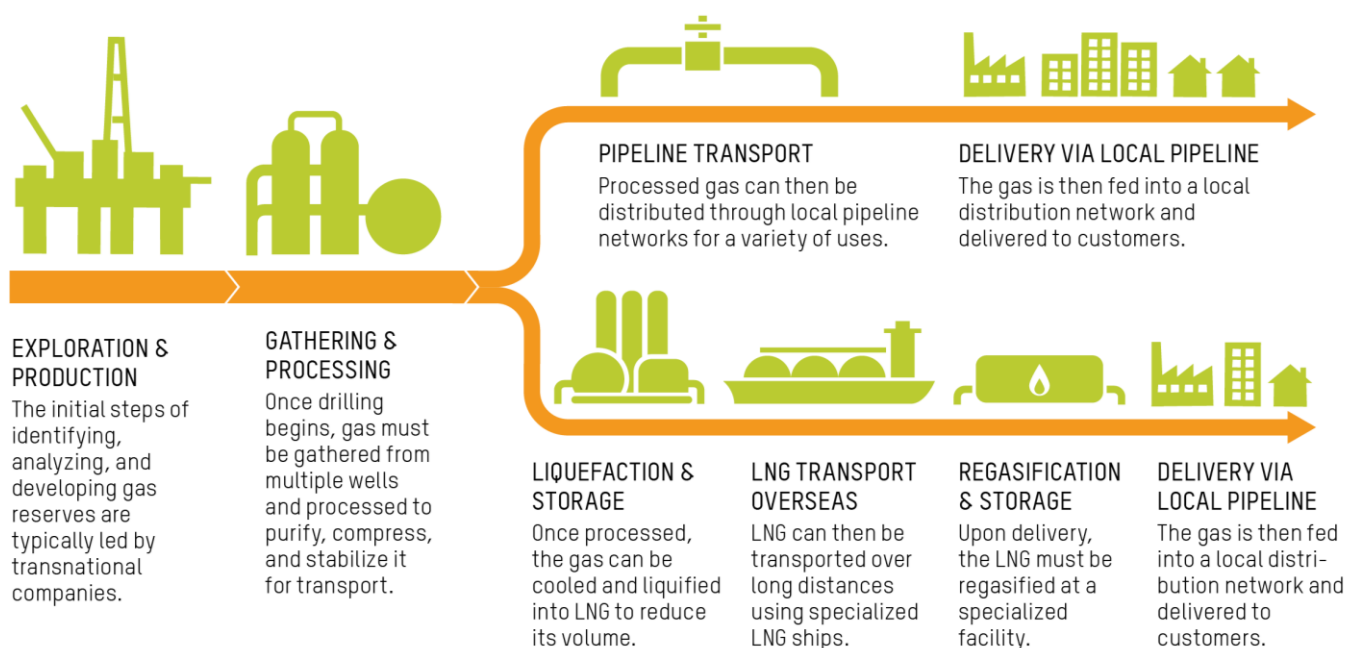 PIPELINE TRANSPORT
Processed gas can then be
distributed through local pipeline
networks for a variety of uses.
DELIVERY VIA LOCAL PIPELINE
The gas is then fed into a local
distribution network and
delivered to customers.
EXPLORATION &
PRODUCTION
The initial steps of
identifying,
analyzing, and
developing gas
reserves are
typically led by
transnational
companies.
GATHERING &
PROCESSING
Once drilling
begins, gas must
be gathered from
multiple wells
and processed to
purify, compress,
and stabilize it
for transport.
LIQUEFACTION &
STORAGE
Once processed,
the gas can be
cooled and liquified
into LNG to reduce
its volume.
LNG TRANSPORT
OVERSEAS
LNG can then be
transported over
long distances
using specialized
LNG ships.
REGASIFICATION
& STORAGE
Upon delivery,
the LNG must be
regasified at a
specialized
facility.
DELIVERY VIA
LOCAL PIPELINE
The gas is then fed
into a local distri-
bution network and
delivered to
customers.